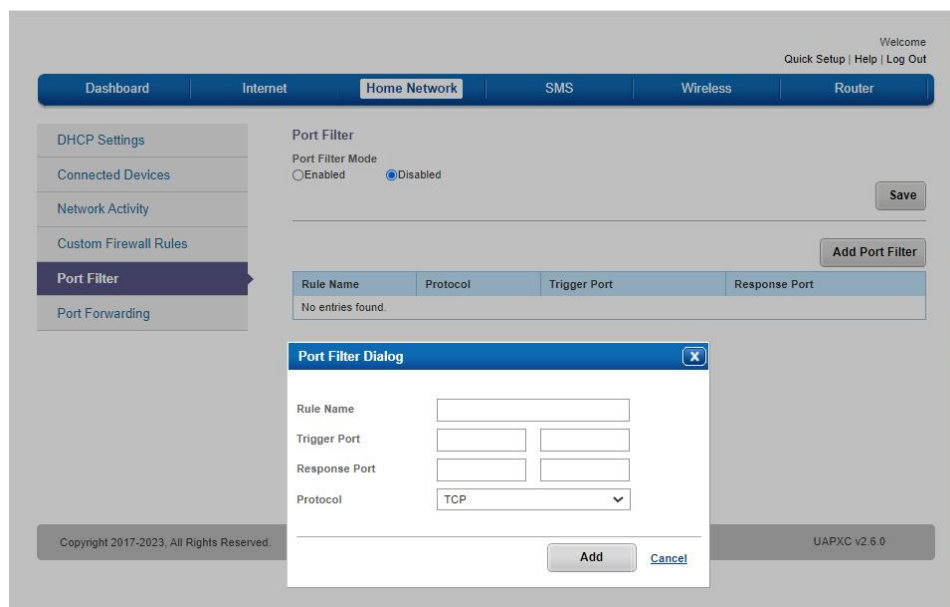 Welcome
Quick Setup | Help | Log Out
Dashboard Internet Home Network SMS Wireless Router
DHCP Settings
Connected Devices
Network Activity
Custom Firewall Rules
Port Filter
Port Forwarding
Port Filter
Port Filter Mode
Enabled Disabled
Save
Add Port Filter
Rule Name Protocol Trigger Port Response Port
No entries found.
Port Filter Dialog X
Rule Name
Trigger Port
Response Port
Protocol TCP
Add Cancel
Copyright 2017-2023, All Rights Reserved. UAPXC v2.6.0